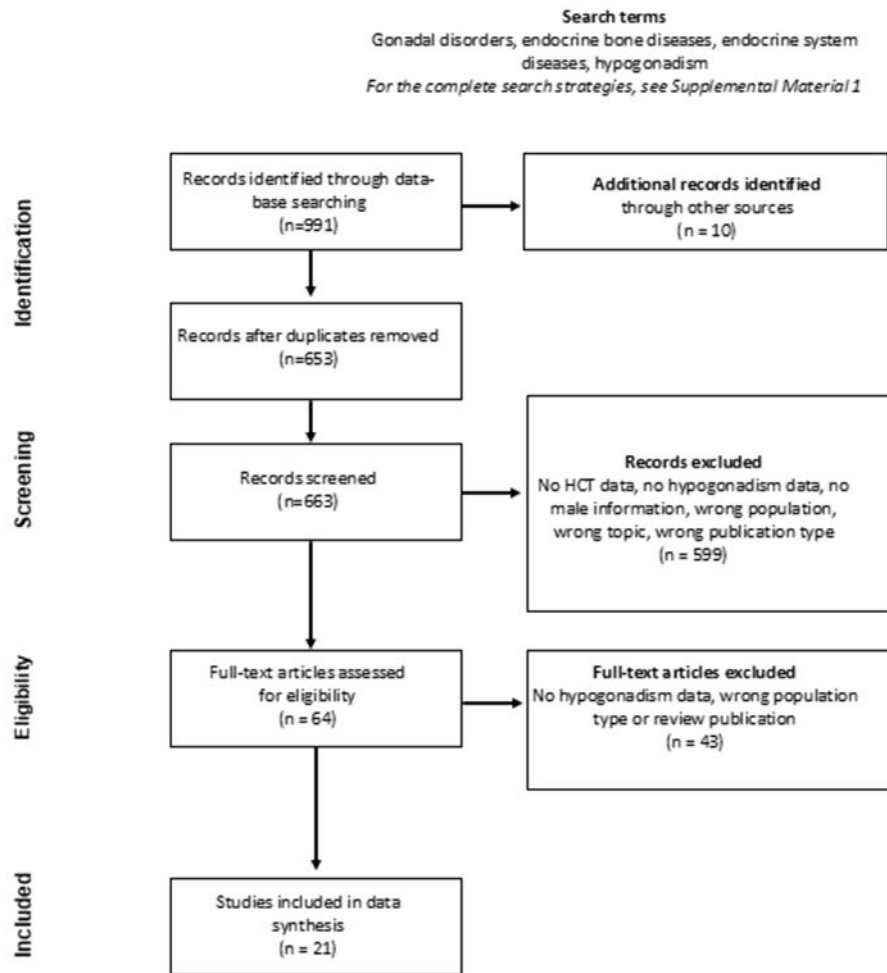 Search terms
Gonadal disorders, endocrine bone diseases, endocrine system
diseases, hypogonadism
For the complete search strategies, see Supplemental Material 1
Identification
Records identified through data-
base searching
(n=991)
Additional records identified
through other sources
(n = 10)
Records after duplicates removed
(n=653)
Screening
Records screened
(n=663)
Records excluded
No HCT data, no hypogonadism data, no
male information, wrong population,
wrong topic, wrong publication type
(n = 599)
Eligibility
Full-text articles assessed
for eligibility
(n = 64)
Full-text articles excluded
No hypogonadism data, wrong population
type or review publication
(n = 43)
Included
Studies included in data
synthesis
(n = 21)